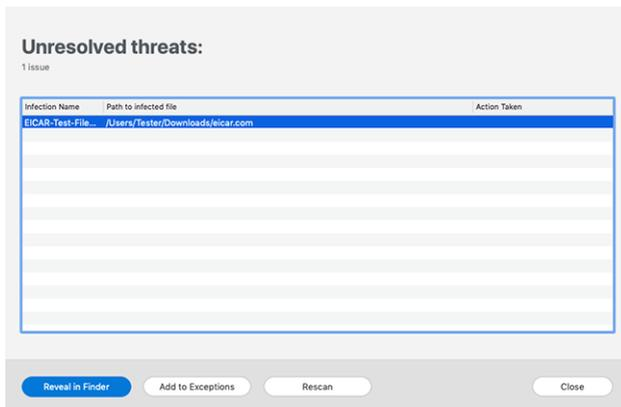 Unresolved threats:
1 issue
Infection Name Path to infected file Action Taken
EICAR-Test-File... /Users/Tester/Downloads/eicar.com
Reveal in Finder Add to Exceptions Rescan Close